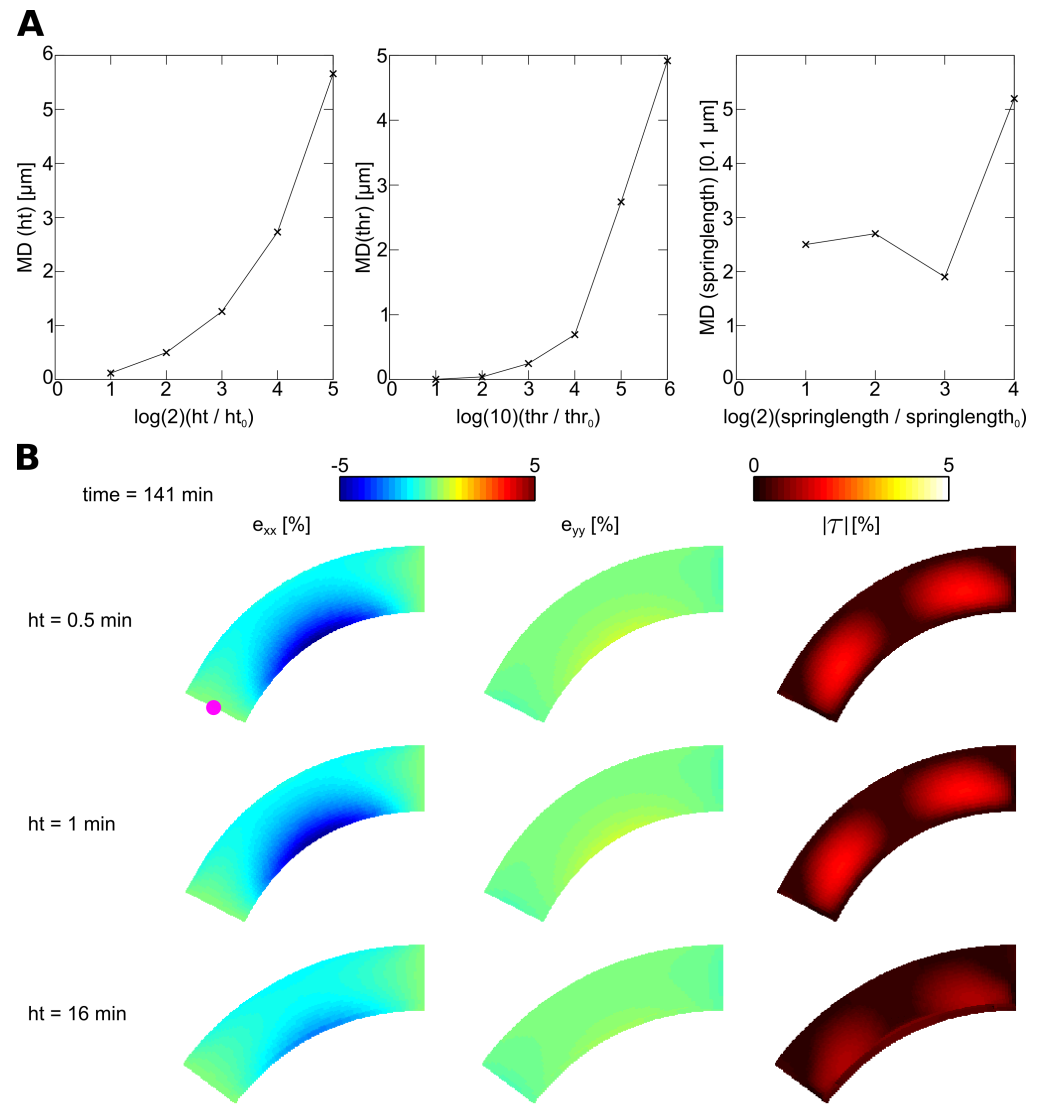 A
6
5
4
3
2
1
0
0 1 2 3 4 5
MD (ht) [µm]
log(2)(ht / ht₀)
5
4
3
2
1
0
0 1 2 3 4 5 6
MD(thr) [µm]
log(10)(thr / thr₀)
5
4
3
2
1
0
0 1 2 3 4
MD (springlength) [0.1 µm]
log(2)(springlength / springlength₀)
B
time = 141 min
-5 5
0 5
eₓₓ [%]
e_yy [%]
|τ| [%]
ht = 0.5 min
ht = 1 min
ht = 16 min